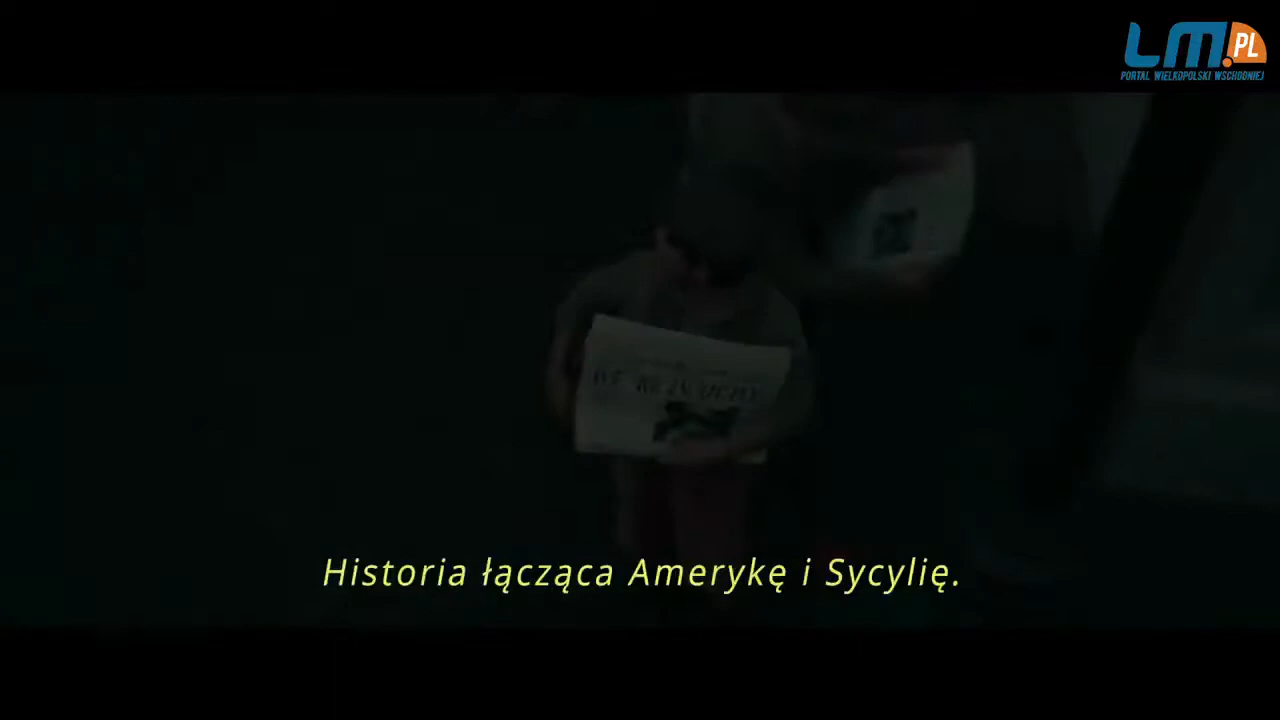 LM.PL
PORTAL WIELKOPOLSKI WSCHODNIEJ
Historia łącząca Amerykę i Sycylię.